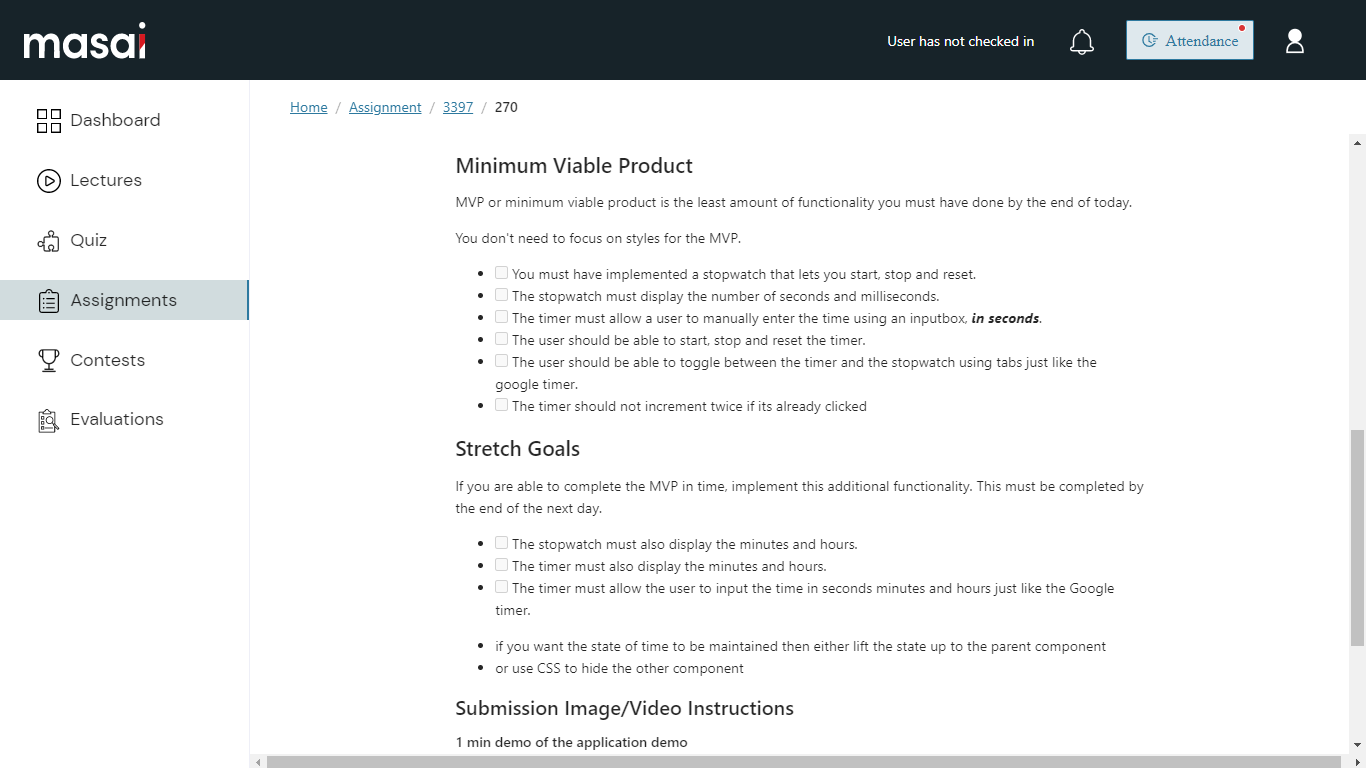 masai
User has not checked in
Attendance
Dashboard
Lectures
Quiz
Assignments
Contests
Evaluations
Home / Assignment / 3397 / 270
Minimum Viable Product
MVP or minimum viable product is the least amount of functionality you must have done by the end of today.
You don't need to focus on styles for the MVP.
You must have implemented a stopwatch that lets you start, stop and reset.
The stopwatch must display the number of seconds and milliseconds.
The timer must allow a user to manually enter the time using an inputbox, in seconds.
The user should be able to start, stop and reset the timer.
The user should be able to toggle between the timer and the stopwatch using tabs just like the
google timer.
The timer should not increment twice if its already clicked
Stretch Goals
If you are able to complete the MVP in time, implement this additional functionality. This must be completed by
the end of the next day.
The stopwatch must also display the minutes and hours.
The timer must also display the minutes and hours.
The timer must allow the user to input the time in seconds minutes and hours just like the Google
timer.
if you want the state of time to be maintained then either lift the state up to the parent component
or use CSS to hide the other component
Submission Image/Video Instructions
1 min demo of the application demo